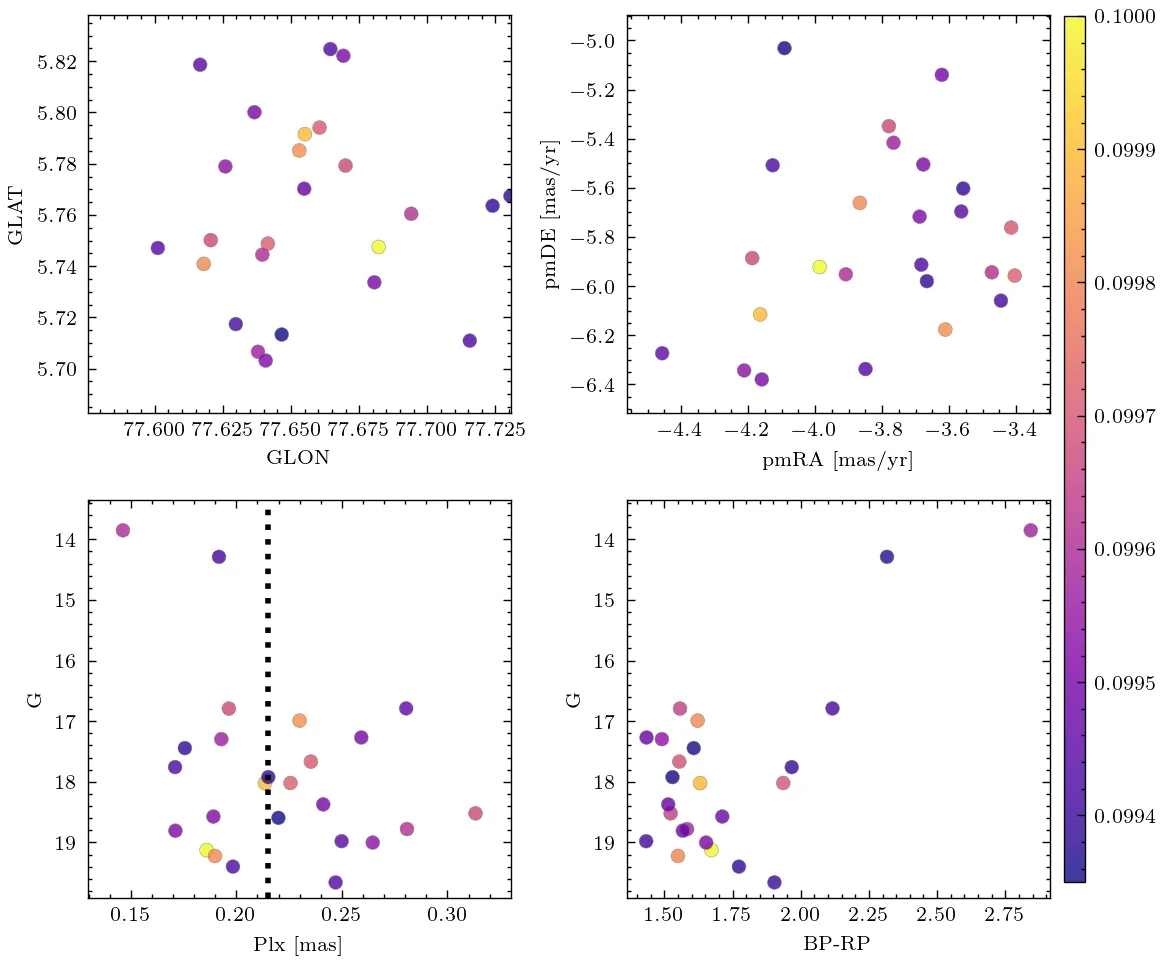 5.82
5.80
5.78
5.76
5.74
5.72
5.70
GLAT
77.600 77.625 77.650 77.675 77.700 77.725
GLON
−5.0
−5.2
−5.4
−5.6
−5.8
−6.0
−6.2
−6.4
pmDE [mas/yr]
−4.4 −4.2 −4.0 −3.8 −3.6 −3.4
pmRA [mas/yr]
14
15
16
17
18
19
G
0.15 0.20 0.25 0.30
Plx [mas]
14
15
16
17
18
19
G
1.50 1.75 2.00 2.25 2.50 2.75
BP-RP
0.1000
0.0999
0.0998
0.0997
0.0996
0.0995
0.0994